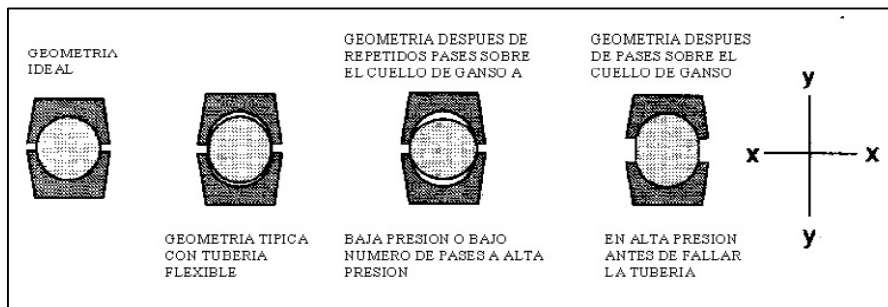 GEOMETRIA
IDEAL
GEOMETRIA TIPICA
CON TUBERIA
FLEXIBLE
GEOMETRIA DESPUES DE
REPETIDOS PASES SOBRE
EL CUELLO DE GANSO A
BAJA PRESION O BAJO
NUMERO DE PASES A ALTA
PRESION
GEOMETRIA DESPUES
DE PASES SOBRE EL
CUELLO DE GANSO
EN ALTA PRESION
ANTES DE FALLAR
LA TUBERIA
y
x x
y